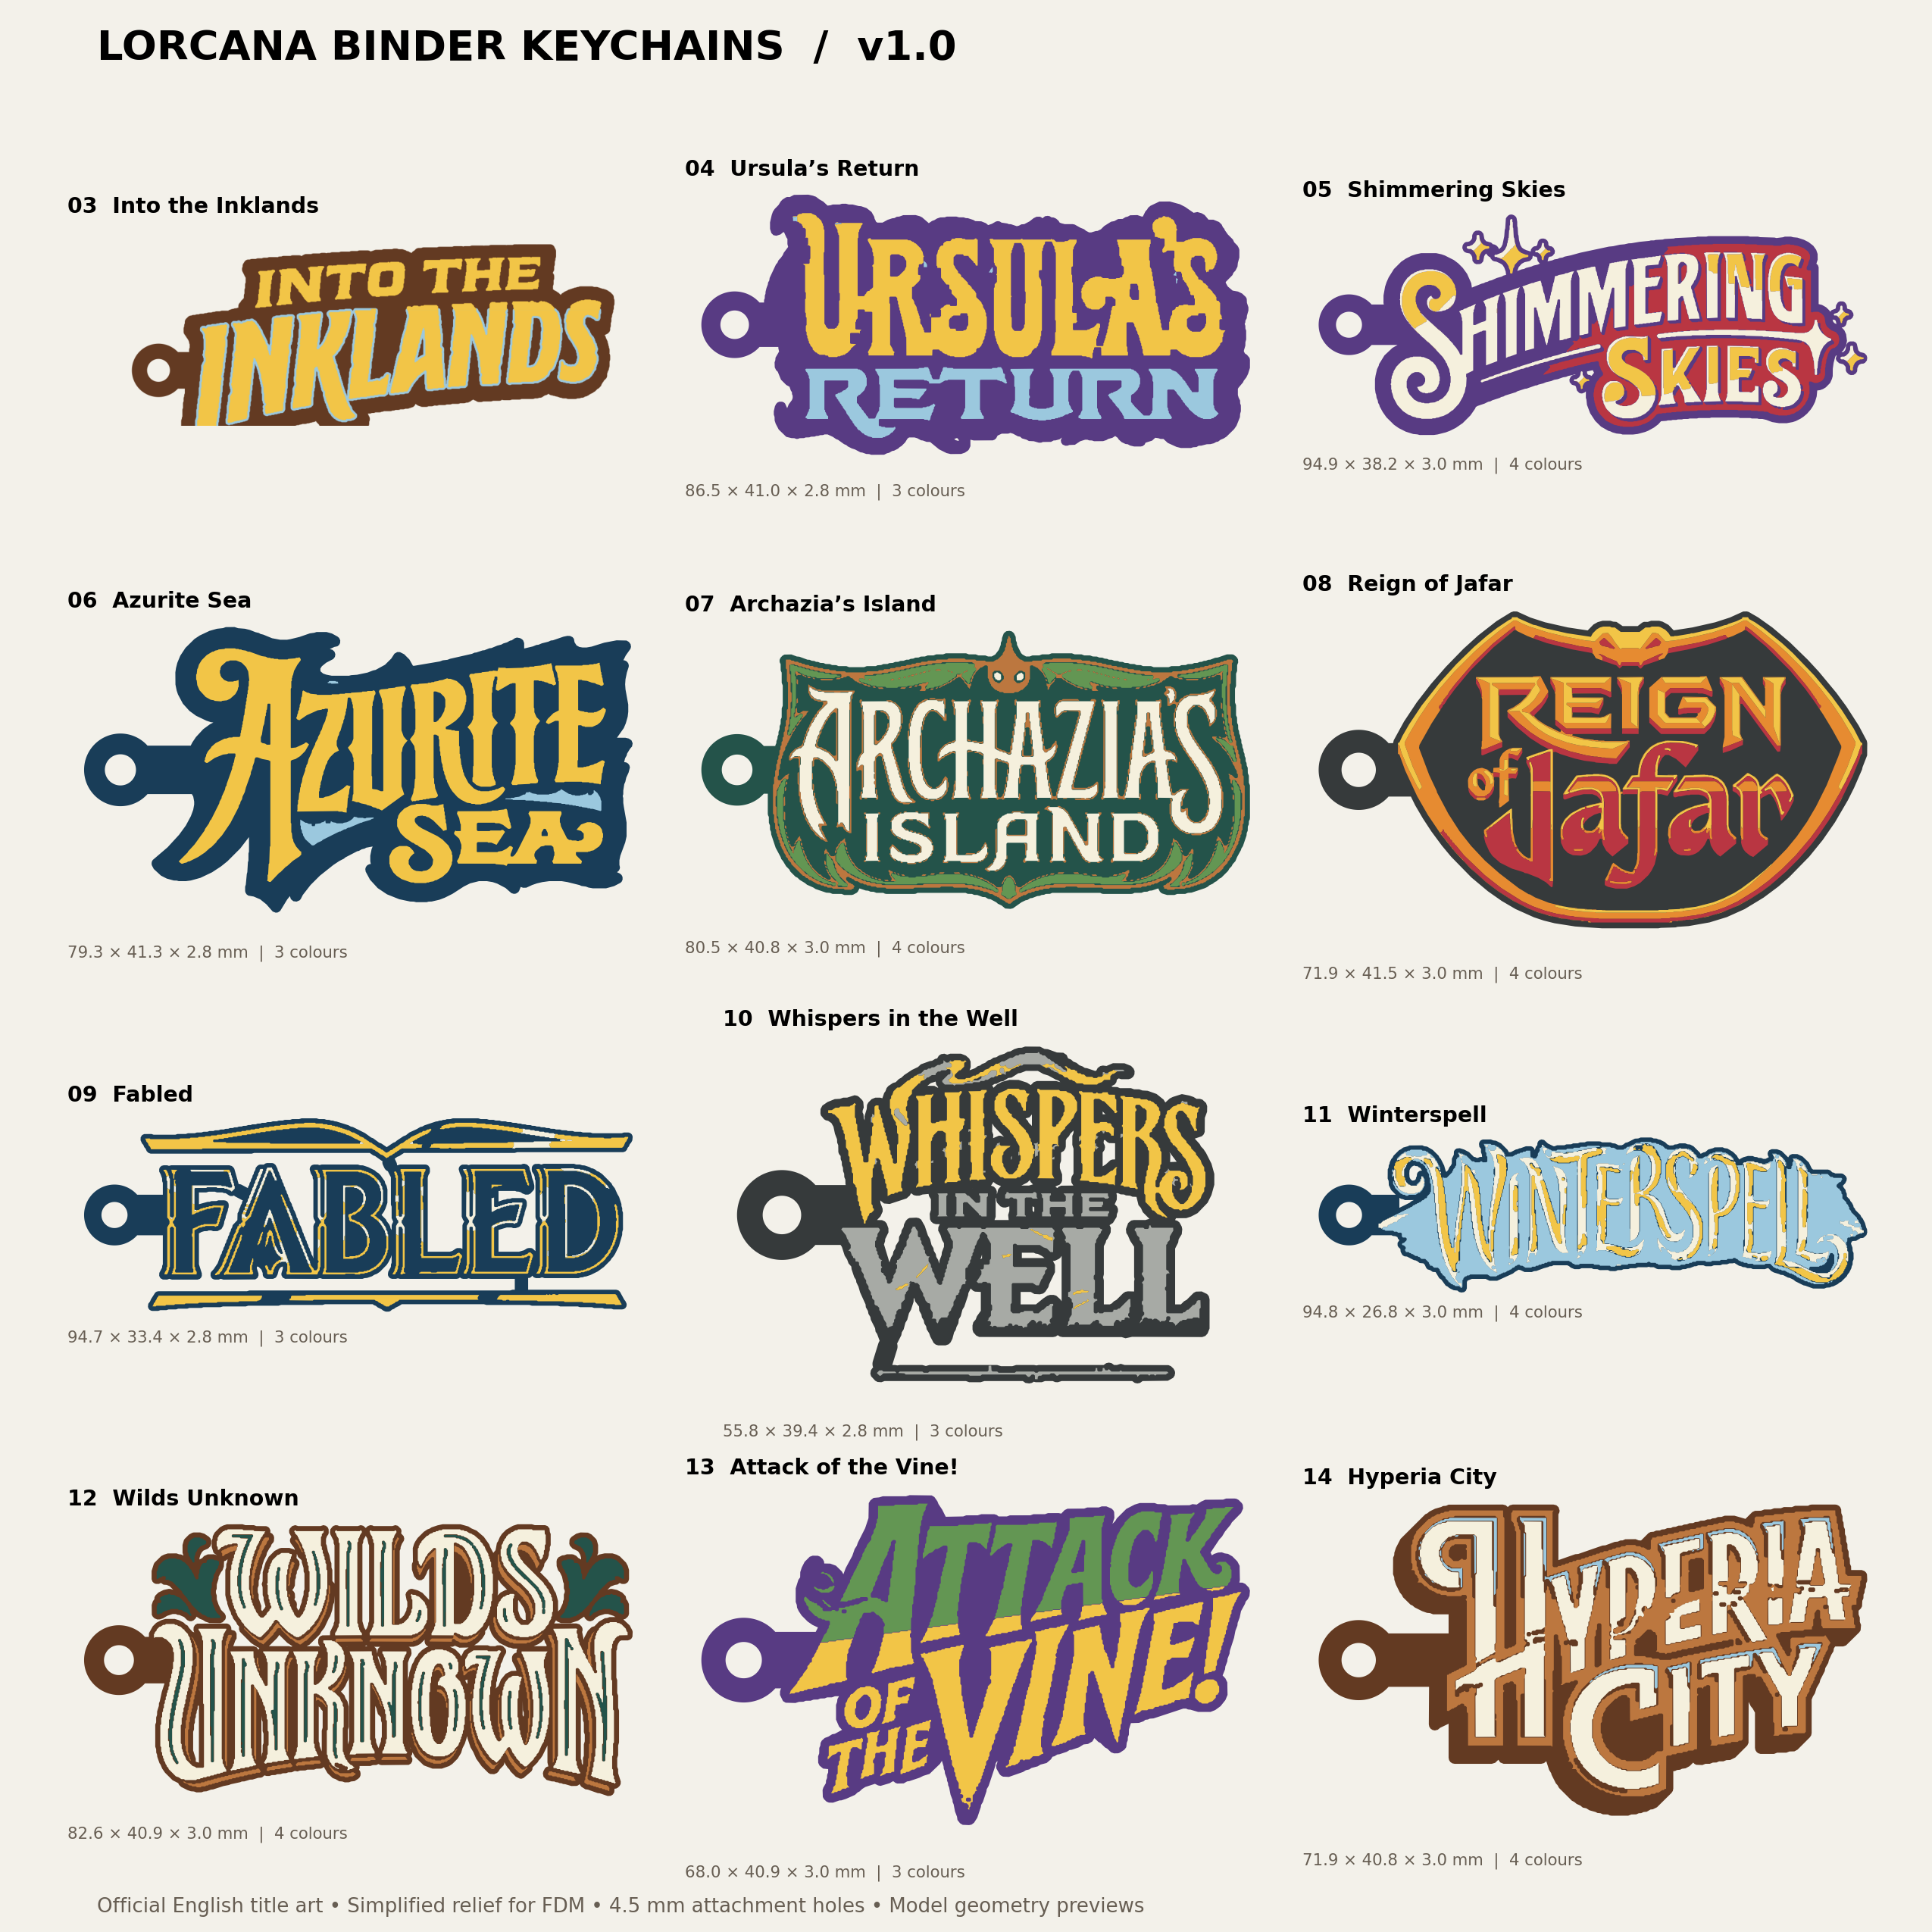 LORCANA BINDER KEYCHAINS / v1.0
03 Into the Inklands
INTO THE
INKLANDS
04 Ursula’s Return
URSULA'S
RETURN
86.5 × 41.0 × 2.8 mm | 3 colours
05 Shimmering Skies
SHIMMERING
SKIES
94.9 × 38.2 × 3.0 mm | 4 colours
06 Azurite Sea
AZURITE
SEA
79.3 × 41.3 × 2.8 mm | 3 colours
07 Archazia’s Island
ARCHAZIA'S
ISLAND
80.5 × 40.8 × 3.0 mm | 4 colours
08 Reign of Jafar
REIGN
of Jafar
71.9 × 41.5 × 3.0 mm | 4 colours
09 Fabled
FABLED
94.7 × 33.4 × 2.8 mm | 3 colours
10 Whispers in the Well
WHISPERS
IN THE
WELL
55.8 × 39.4 × 2.8 mm | 3 colours
11 Winterspell
WINTERSPELL
94.8 × 26.8 × 3.0 mm | 4 colours
12 Wilds Unknown
WILDS
UNKNOWN
82.6 × 40.9 × 3.0 mm | 4 colours
13 Attack of the Vine!
ATTACK
OF
THE
VINE!
68.0 × 40.9 × 3.0 mm | 3 colours
14 Hyperia City
HYPERIA
CITY
71.9 × 40.8 × 3.0 mm | 4 colours
Official English title art • Simplified relief for FDM • 4.5 mm attachment holes • Model geometry previews